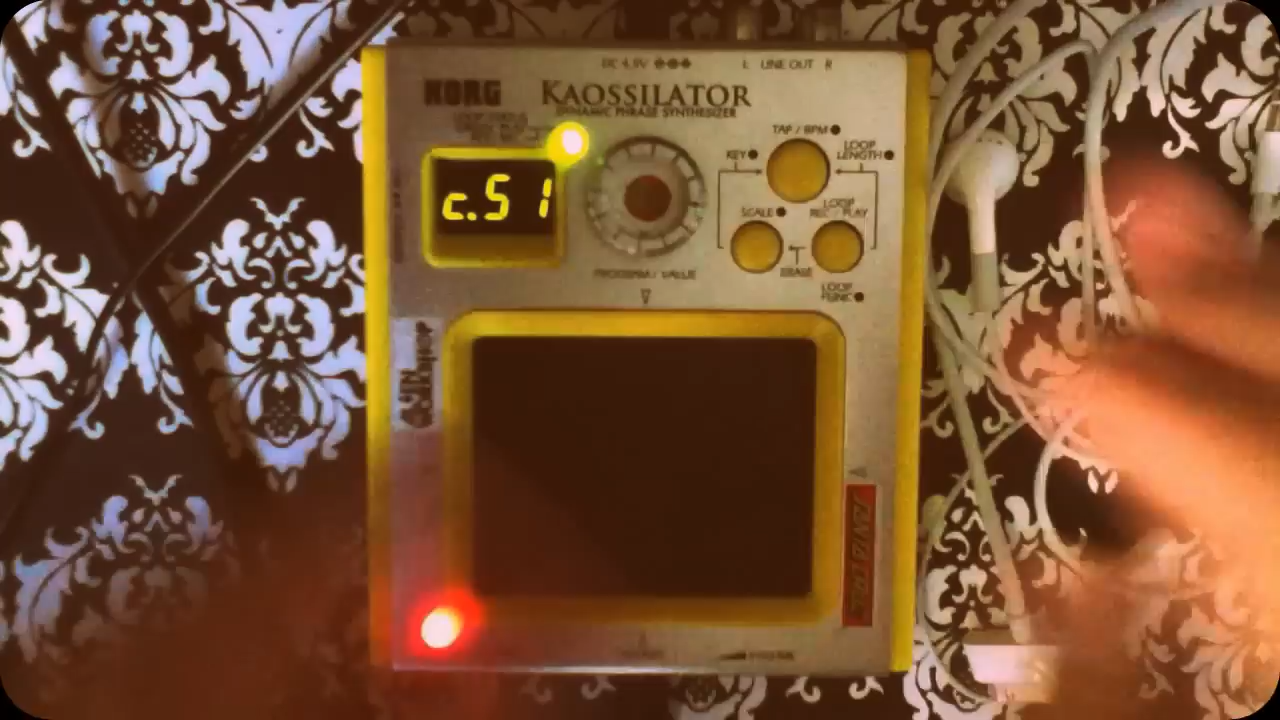 DC 4.5V
L LINE OUT R
KORG
KAOSSILATOR
DYNAMIC PHRASE SYNTHESIZER
TAP / BPM
KEY
LOOP
LENGTH
c.51
SCALE
LOOP
REC / PLAY
ERASE
PROGRAM / VALUE
LOOP
FUNC